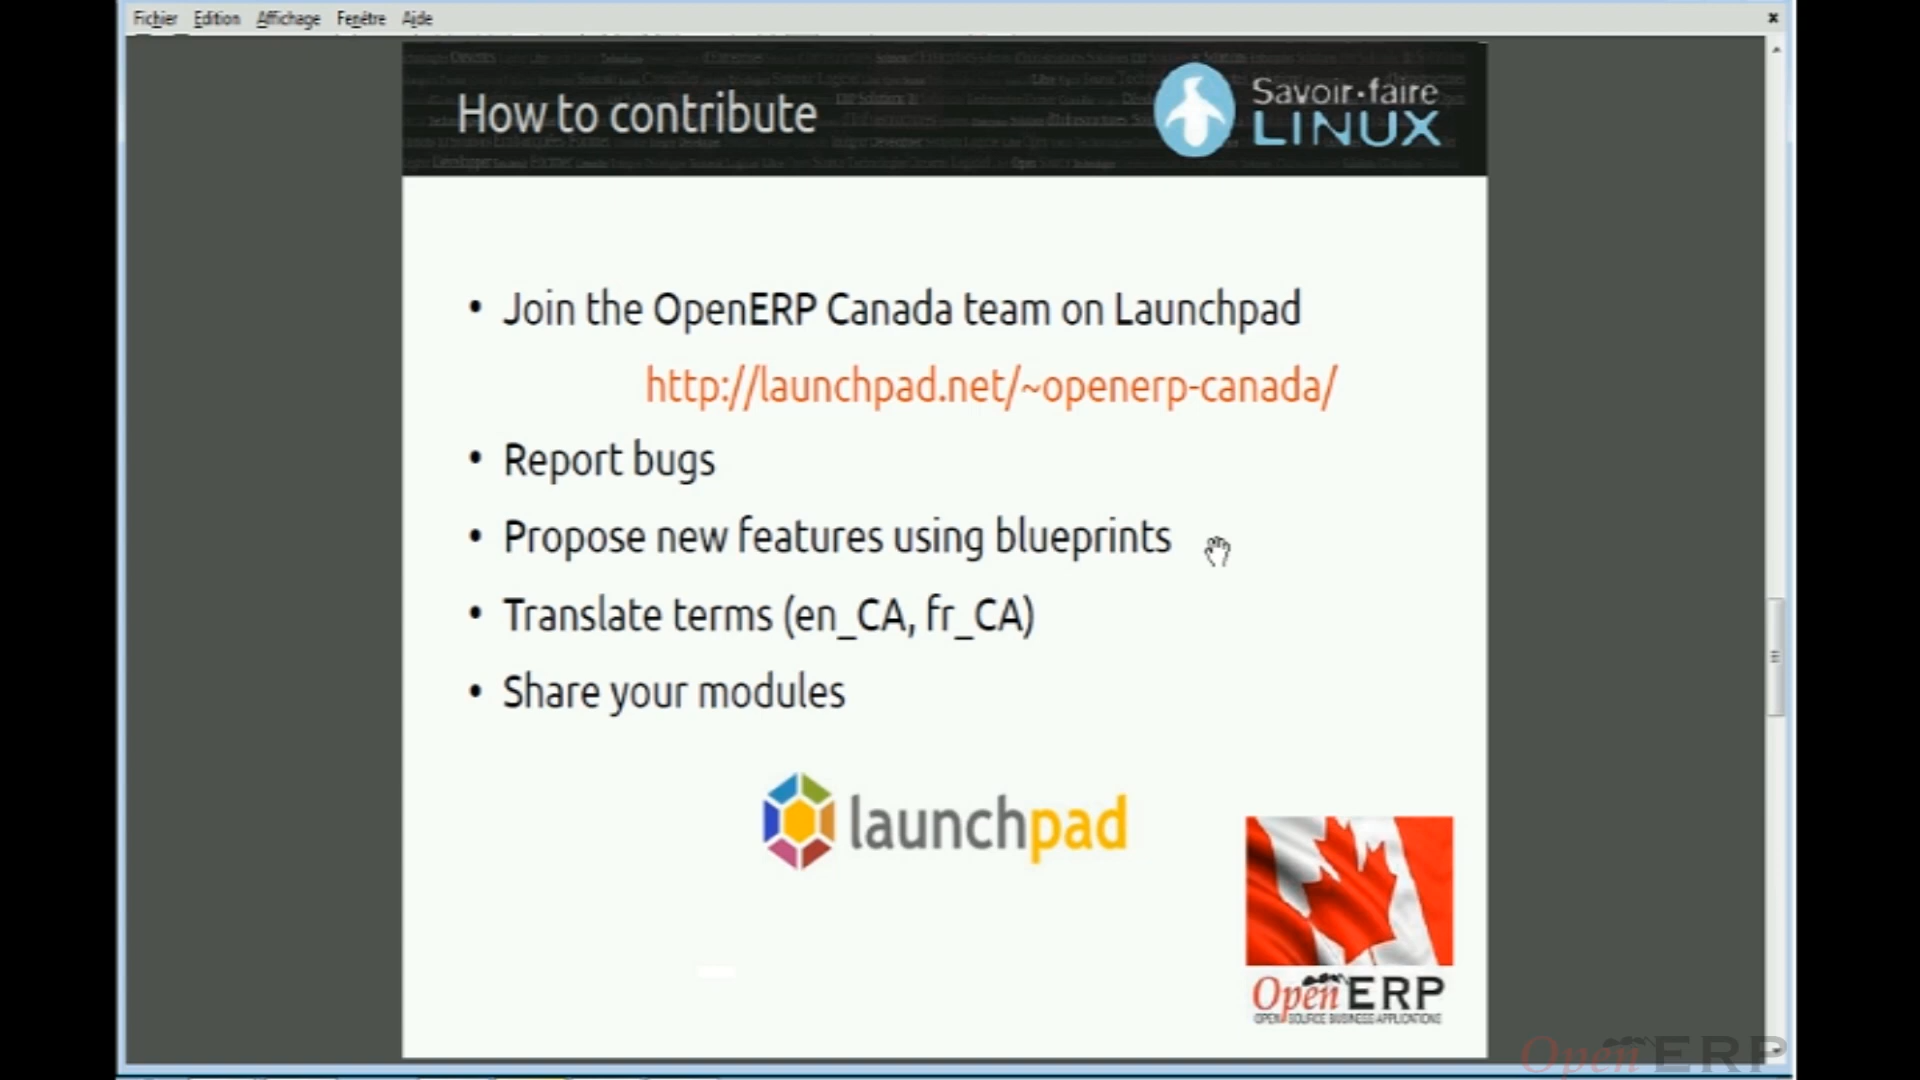 Fichier Edition Affichage Fenêtre Aide
How to contribute
Savoir-faire
LINUX
• Join the OpenERP Canada team on Launchpad
http://launchpad.net/~openerp-canada/
• Report bugs
• Propose new features using blueprints
• Translate terms (en_CA, fr_CA)
• Share your modules
launchpad
OpenERP
OPEN SOURCE BUSINESS APPLICATIONS
OpenERP